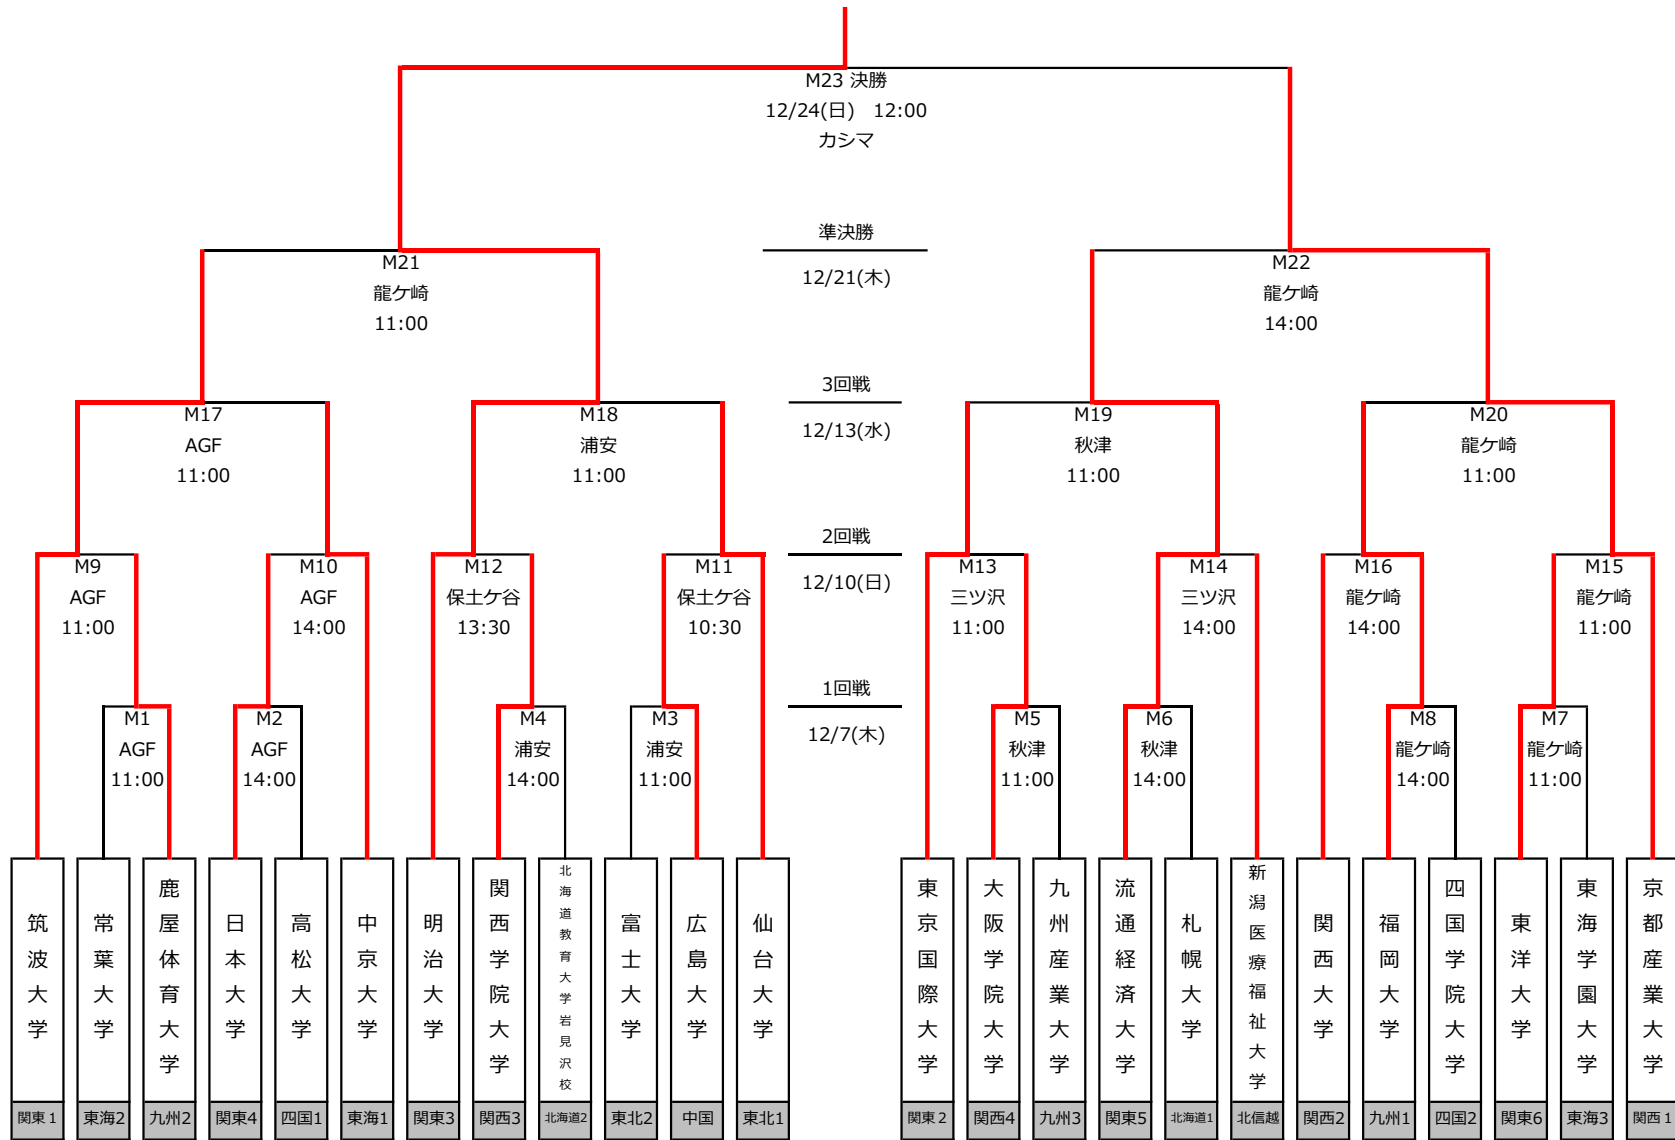 M23 決勝
12/24(日) 12:00
カシマ
準決勝
12/21(木)
M21
龍ケ崎
11:00
M22
龍ケ崎
14:00
3回戦
12/13(水)
M17
AGF
11:00
M18
浦安
11:00
M19
秋津
11:00
M20
龍ケ崎
11:00
2回戦
12/10(日)
M9
AGF
11:00
M10
AGF
14:00
M12
保土ケ谷
13:30
M11
保土ケ谷
10:30
M13
三ツ沢
11:00
M14
三ツ沢
14:00
M16
龍ケ崎
14:00
M15
龍ケ崎
11:00
1回戦
12/7(木)
M1
AGF
11:00
M2
AGF
14:00
M4
浦安
14:00
M3
浦安
11:00
M5
秋津
11:00
M6
秋津
14:00
M8
龍ケ崎
14:00
M7
龍ケ崎
11:00
筑波大学
常葉大学
鹿屋体育大学
日本大学
高松大学
中京大学
明治大学
関西学院大学
北海道教育大学岩見沢校
富士大学
広島大学
仙台大学
東京国際大学
大阪学院大学
九州産業大学
流通経済大学
札幌大学
新潟医療福祉大学
関西大学
福岡大学
四国学院大学
東洋大学
東海学園大学
京都産業大学
関東1
東海2
九州2
関東4
四国1
東海1
関東3
関西3
北海道2
東北2
中国
東北1
関東2
関西4
九州3
関東5
北海道1
北信越
関西2
九州1
四国2
関東6
東海3
関西1